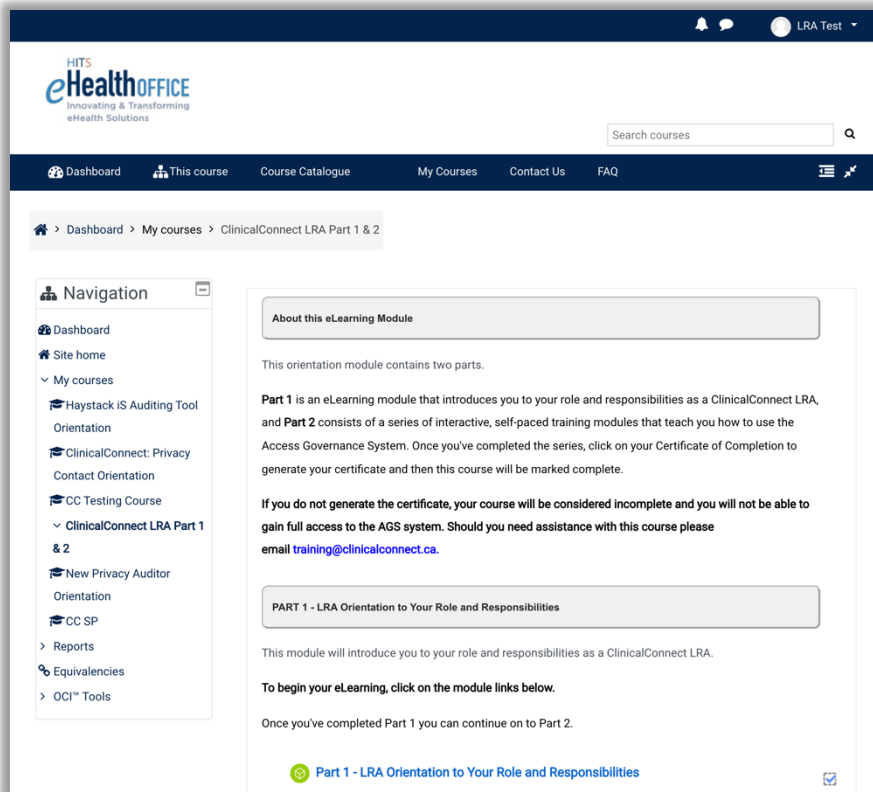 LRA Test
HITS
eHealthOFFICE
Innovating & Transforming
eHealth Solutions
Search courses
Dashboard This course Course Catalogue My Courses Contact Us FAQ
> Dashboard > My courses > ClinicalConnect LRA Part 1 & 2
Navigation
Dashboard
Site home
My courses
Haystack iS Auditing Tool
Orientation
ClinicalConnect: Privacy
Contact Orientation
CC Testing Course
ClinicalConnect LRA Part 1
& 2
New Privacy Auditor
Orientation
CC SP
> Reports
Equivalencies
> OCI™ Tools
About this eLearning Module
This orientation module contains two parts.
Part 1 is an eLearning module that introduces you to your role and responsibilities as a ClinicalConnect LRA,
and Part 2 consists of a series of interactive, self-paced training modules that teach you how to use the
Access Governance System. Once you've completed the series, click on your Certificate of Completion to
generate your certificate and then this course will be marked complete.
If you do not generate the certificate, your course will be considered incomplete and you will not be able to
gain full access to the AGS system. Should you need assistance with this course please
email training@clinicalconnect.ca.
PART 1 - LRA Orientation to Your Role and Responsibilities
This module will introduce you to your role and responsibilities as a ClinicalConnect LRA.
To begin your eLearning, click on the module links below.
Once you've completed Part 1 you can continue on to Part 2.
Part 1 - LRA Orientation to Your Role and Responsibilities